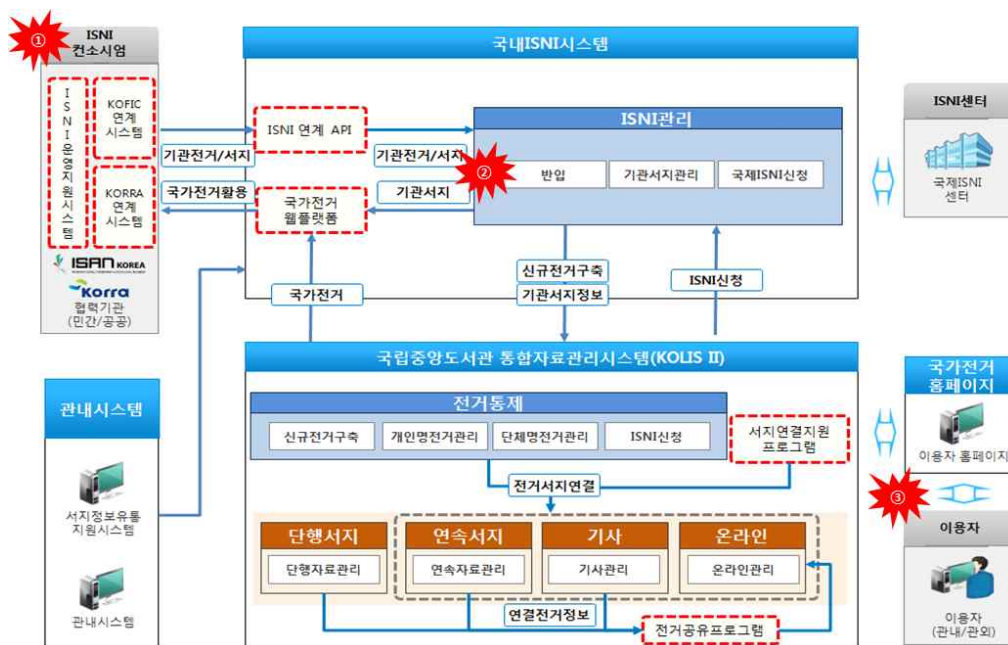 ①
ISNI
컨소시엄
ISNI운영지원시스템
KOFIC
연계
시스템
KORRA
연계
시스템
ISAN KOREA
Korra
협력기관
(민간/공공)
국내ISNI시스템
ISNI 연계 API
기관전거/서지
기관전거/서지
국가전거활용
국가전거
웹플랫폼
기관서지
②
ISNI관리
반입
기관서지관리
국제ISNI신청
ISNI센터
국제ISNI
센터
국가전거
신규전거구축
기관서지정보
ISNI신청
관내시스템
서지정보유통
지원시스템
관내시스템
국립중앙도서관 통합자료관리시스템(KOLIS II)
전거통제
신규전거구축
개인명전거관리
단체명전거관리
ISNI신청
서지연결지원
프로그램
전거서지연결
단행서지
단행자료관리
연속서지
연속자료관리
기사
기사관리
온라인
온라인관리
연결전거정보
전거공유프로그램
국가전거
홈페이지
이용자 홈페이지
③
이용자
이용자
(관내/관외)